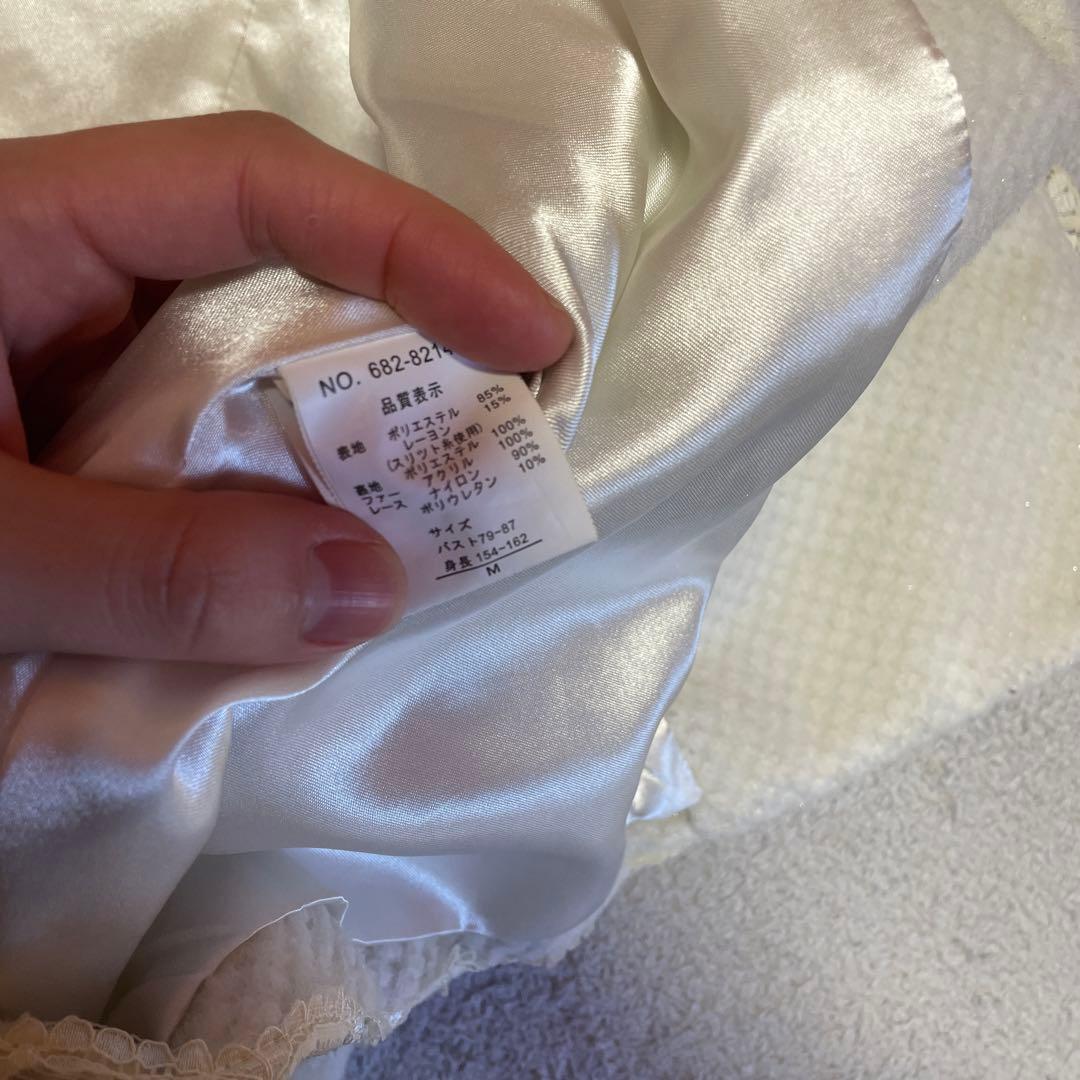 NO. 682-8214
品質表示
表地 ポリエステル 85%
レーヨン 15%
(スリット糸使用)
裏地 ポリエステル 100%
ファー アクリル 100%
レース ナイロン 90%
ポリウレタン 10%
サイズ
バスト79-87
身長154-162
M